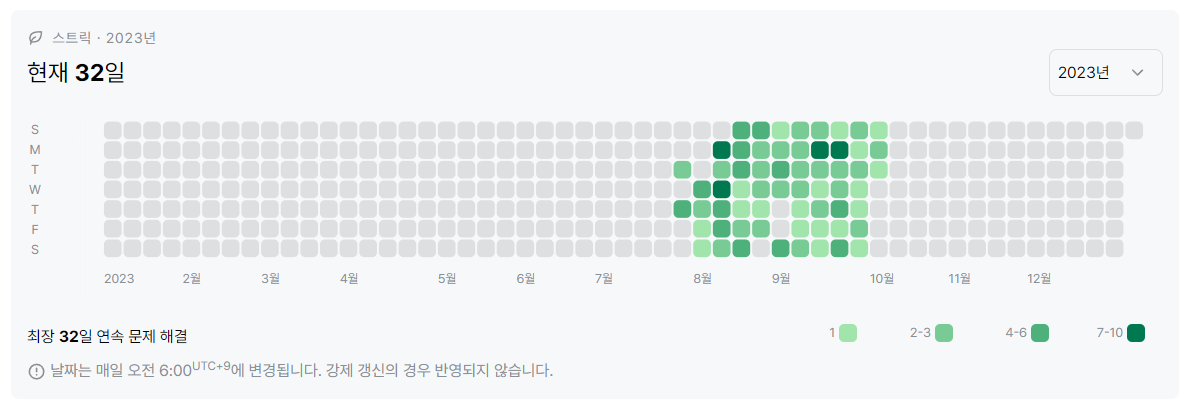 스트릭 · 2023년
현재 32일
2023년
S
M
T
W
T
F
S
2023 2월 3월 4월 5월 6월 7월 8월 9월 10월 11월 12월
최장 32일 연속 문제 해결
1 2-3 4-6 7-10
날짜는 매일 오전 6:00UTC+9에 변경됩니다. 강제 갱신의 경우 반영되지 않습니다.